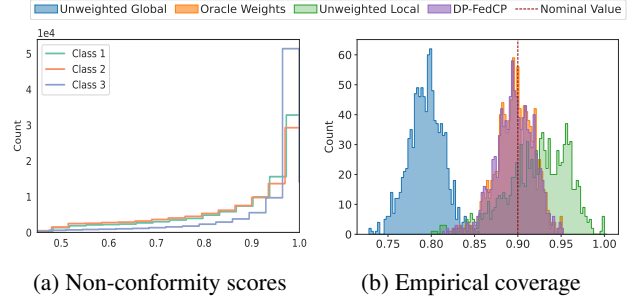 Unweighted Global Oracle Weights Unweighted Local DP-FedCP Nominal Value
1e4
Class 1
Class 2
Class 3
Count
5
4
3
2
1
0
0.5 0.6 0.7 0.8 0.9 1.0
Count
60
50
40
30
20
10
0
0.75 0.80 0.85 0.90 0.95 1.00
(a) Non-conformity scores
(b) Empirical coverage